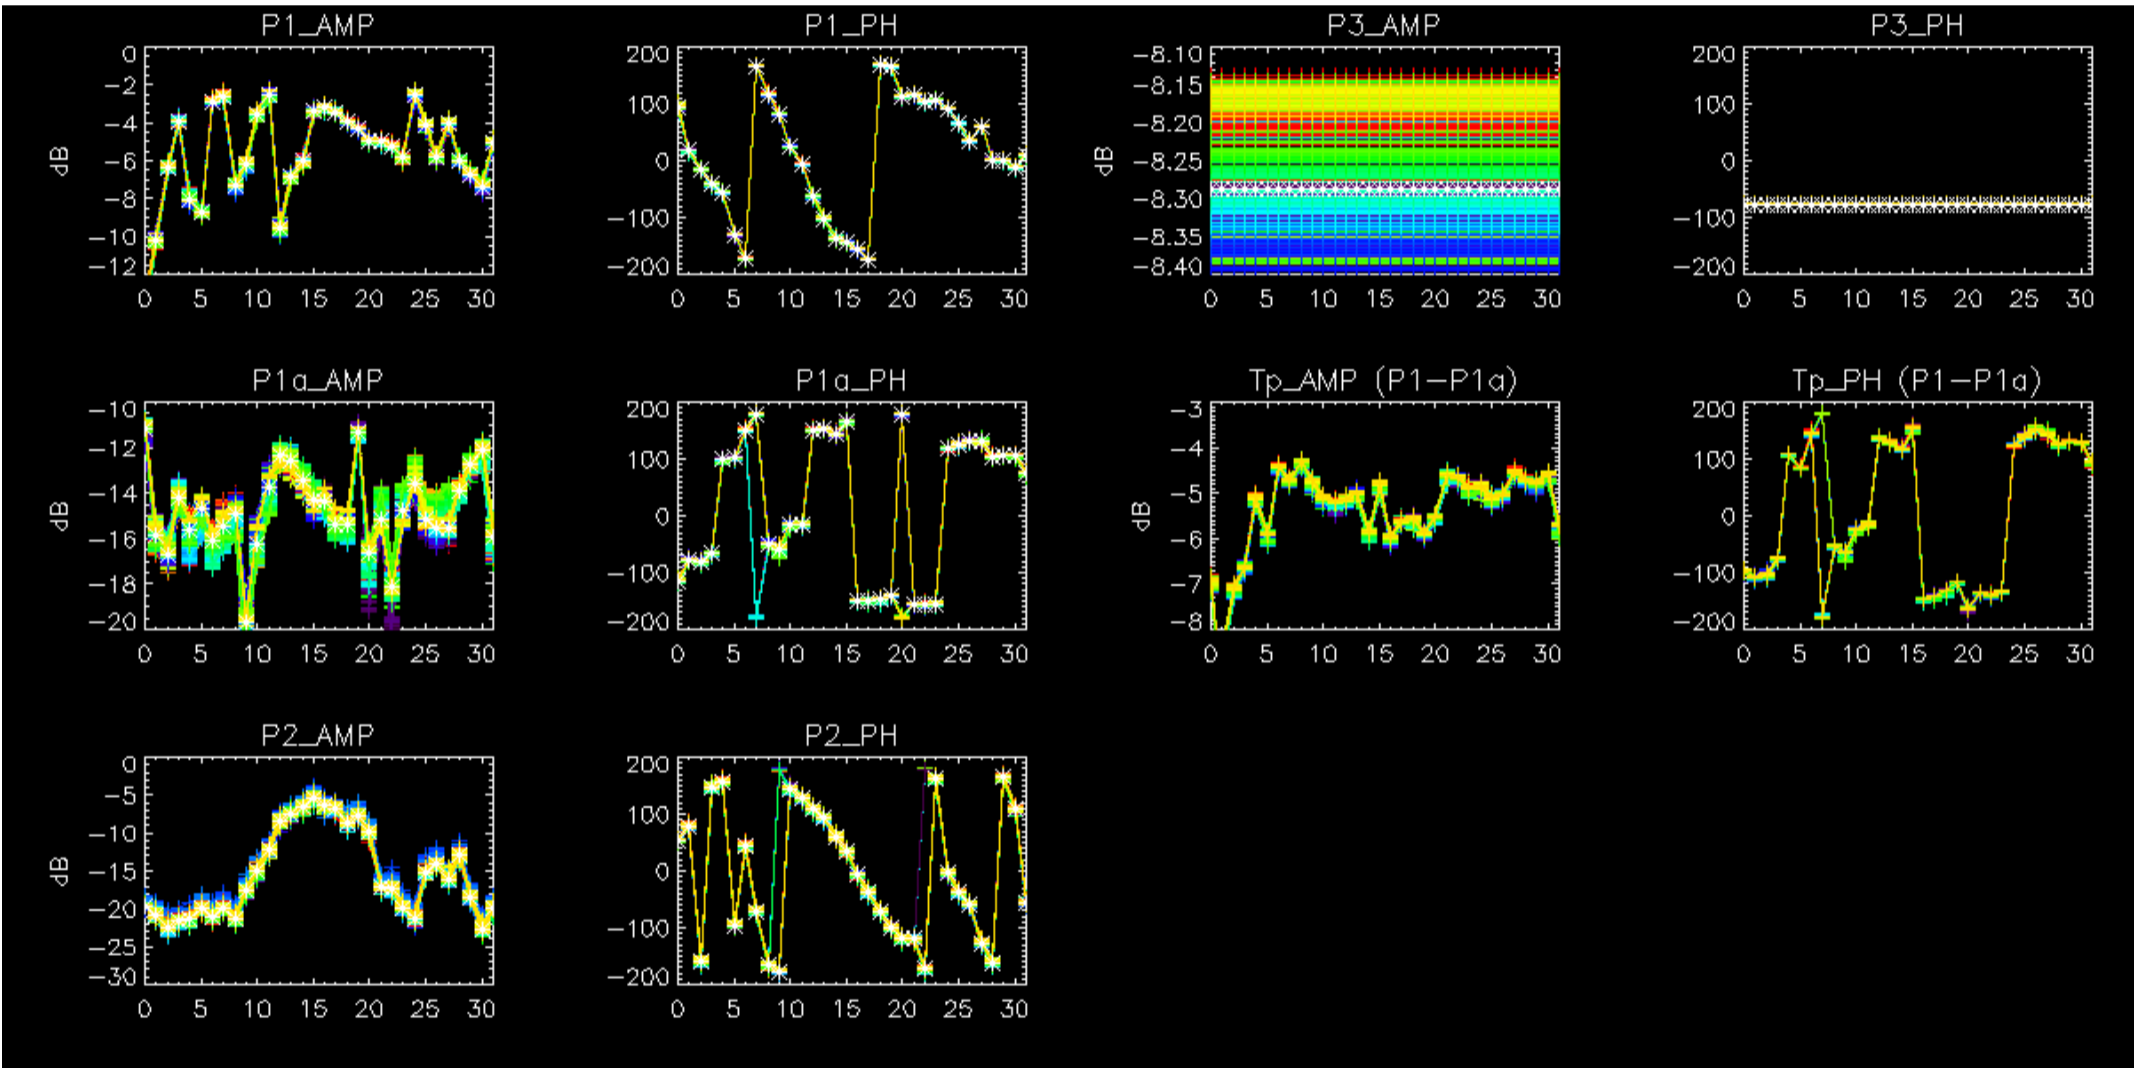 P1_AMP
0
−2
−4
−6
−8
−10
−12
dB
0 5 10 15 20 25 30
P1_PH
200
100
0
−100
−200
0 5 10 15 20 25 30
P3_AMP
−8.10
−8.15
−8.20
−8.25
−8.30
−8.35
−8.40
dB
0 5 10 15 20 25 30
P3_PH
200
100
0
−100
−200
0 5 10 15 20 25 30
P1a_AMP
−10
−12
−14
−16
−18
−20
dB
0 5 10 15 20 25 30
P1a_PH
200
100
0
−100
−200
0 5 10 15 20 25 30
Tp_AMP (P1−P1a)
−3
−4
−5
−6
−7
−8
dB
0 5 10 15 20 25 30
Tp_PH (P1−P1a)
200
100
0
−100
−200
0 5 10 15 20 25 30
P2_AMP
0
−5
−10
−15
−20
−25
−30
dB
0 5 10 15 20 25 30
P2_PH
200
100
0
−100
−200
0 5 10 15 20 25 30